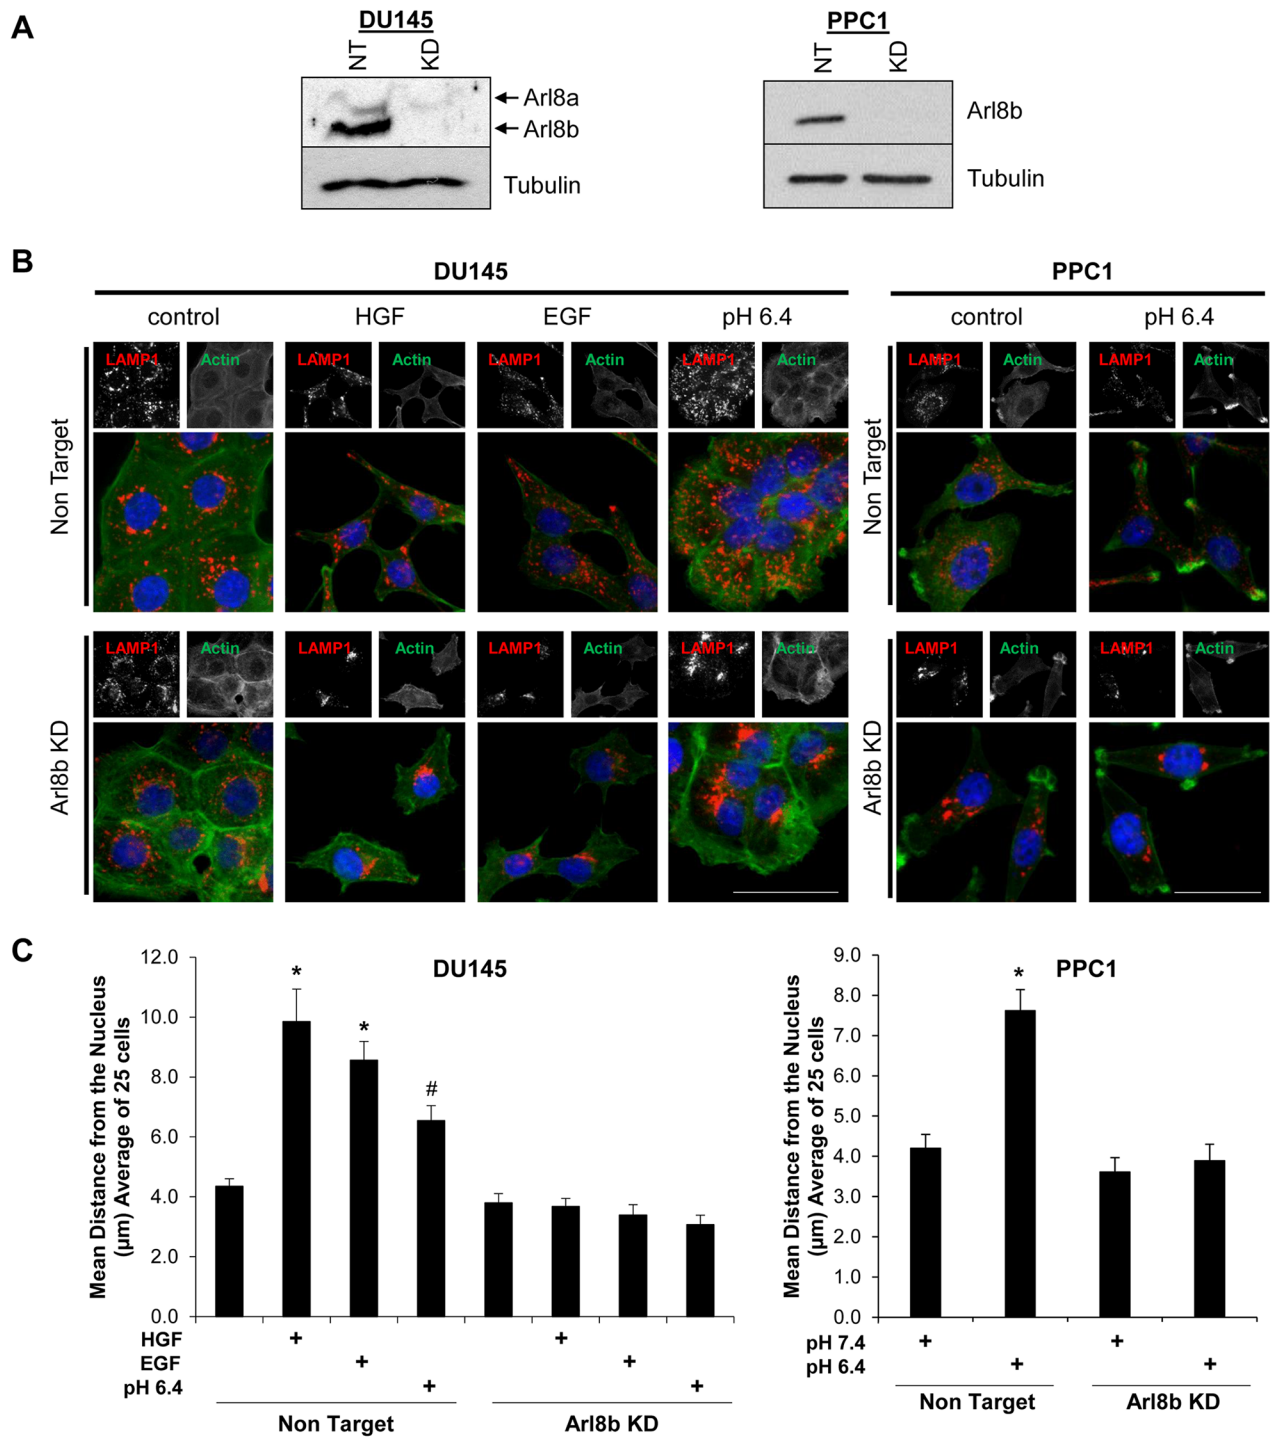 A
DU145
NT
KD
Arl8a
Arl8b
Tubulin
PPC1
NT
KD
Arl8b
Tubulin
B
DU145
PPC1
control
HGF
EGF
pH 6.4
control
pH 6.4
Non Target
LAMP1
Actin
LAMP1
Actin
LAMP1
Actin
LAMP1
Actin
Non Target
LAMP1
Actin
LAMP1
Actin
Arl8b KD
LAMP1
Actin
LAMP1
Actin
LAMP1
Actin
LAMP1
Actin
Arl8b KD
LAMP1
Actin
LAMP1
Actin
C
DU145
Mean Distance from the Nucleus
(µm) Average of 25 cells
12.0
10.0
8.0
6.0
4.0
2.0
0.0
*
*
#
HGF + +
EGF + +
pH 6.4 + +
Non Target
Arl8b KD
PPC1
Mean Distance from the Nucleus
(µm) Average of 25 cells
9.0
8.0
7.0
6.0
5.0
4.0
3.0
2.0
1.0
0.0
*
pH 7.4 + +
pH 6.4 + +
Non Target
Arl8b KD